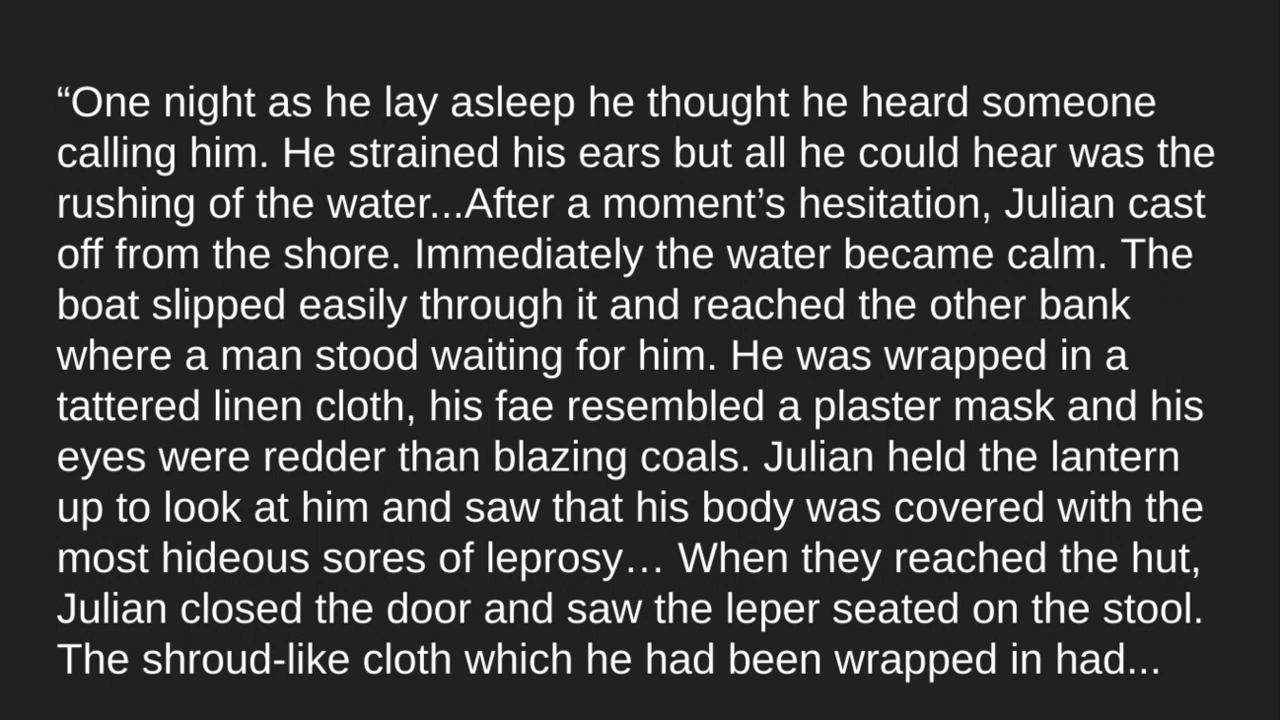 “One night as he lay asleep he thought he heard someone
calling him. He strained his ears but all he could hear was the
rushing of the water...After a moment’s hesitation, Julian cast
off from the shore. Immediately the water became calm. The
boat slipped easily through it and reached the other bank
where a man stood waiting for him. He was wrapped in a
tattered linen cloth, his fae resembled a plaster mask and his
eyes were redder than blazing coals. Julian held the lantern
up to look at him and saw that his body was covered with the
most hideous sores of leprosy… When they reached the hut,
Julian closed the door and saw the leper seated on the stool.
The shroud-like cloth which he had been wrapped in had...